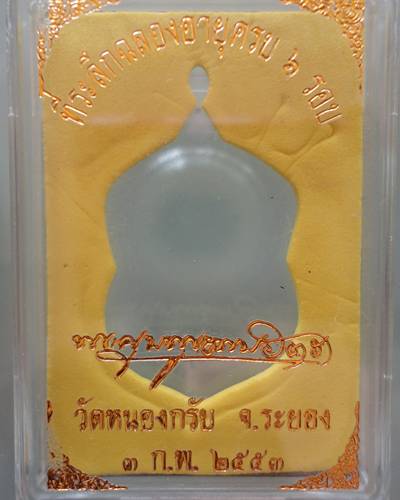 ที่ระลึกฉลองอายุครบ ๖ รอบ
วัดหนองกรับ จ.ระยอง
๓ ก.พ. ๒๕๕๓